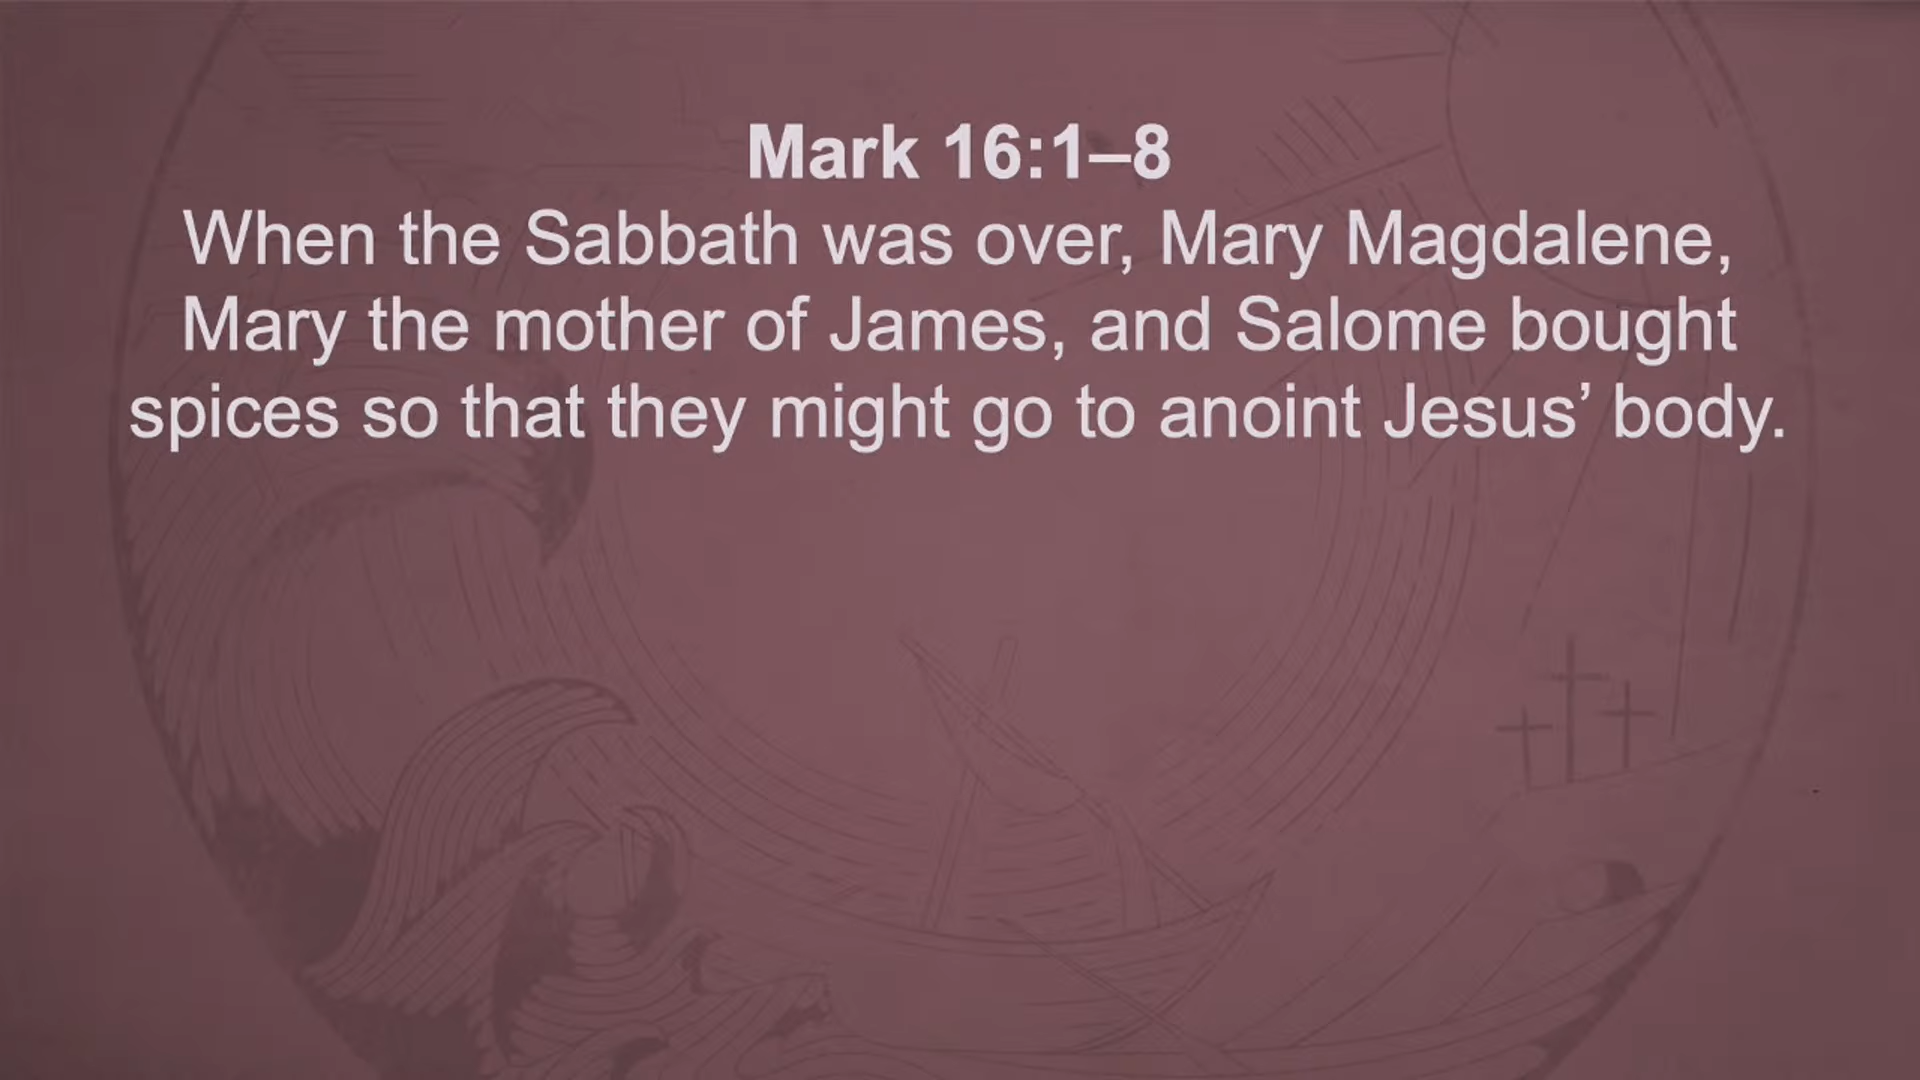 Mark 16:1–8
When the Sabbath was over, Mary Magdalene,
Mary the mother of James, and Salome bought
spices so that they might go to anoint Jesus’ body.